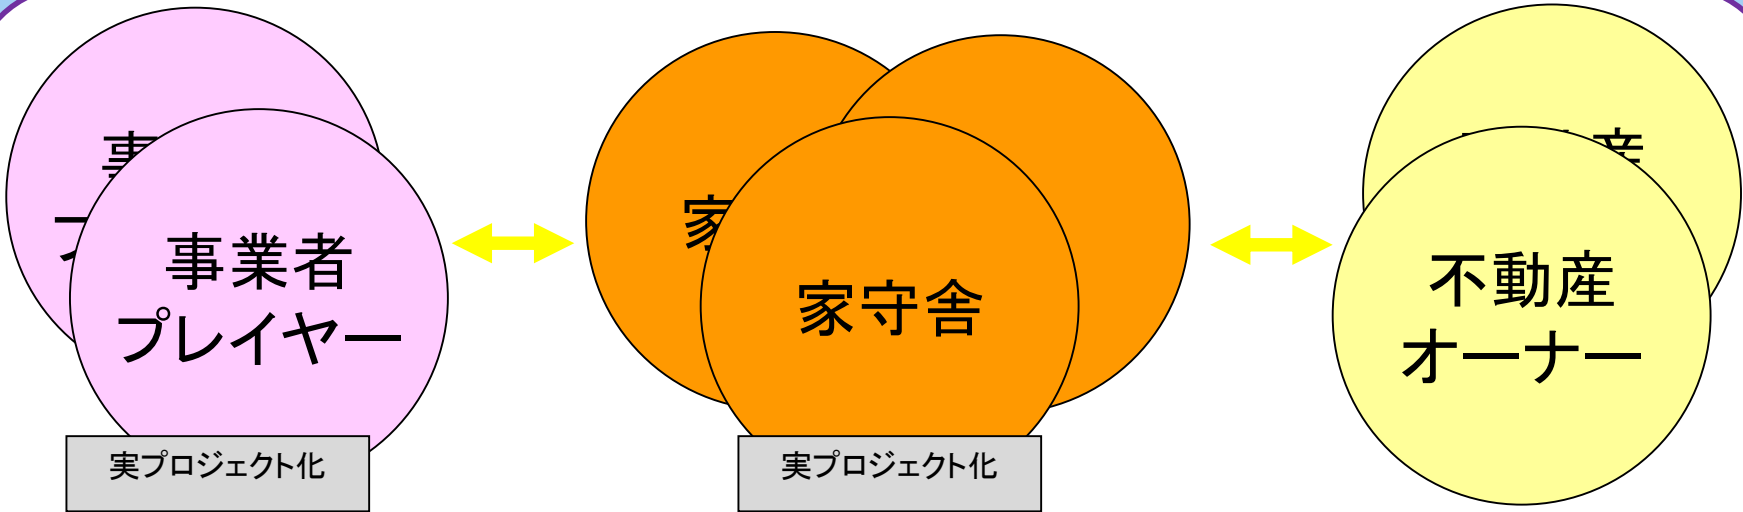 事業者
プレイヤー
家守舎
不動産
オーナー
実プロジェクト化
実プロジェクト化